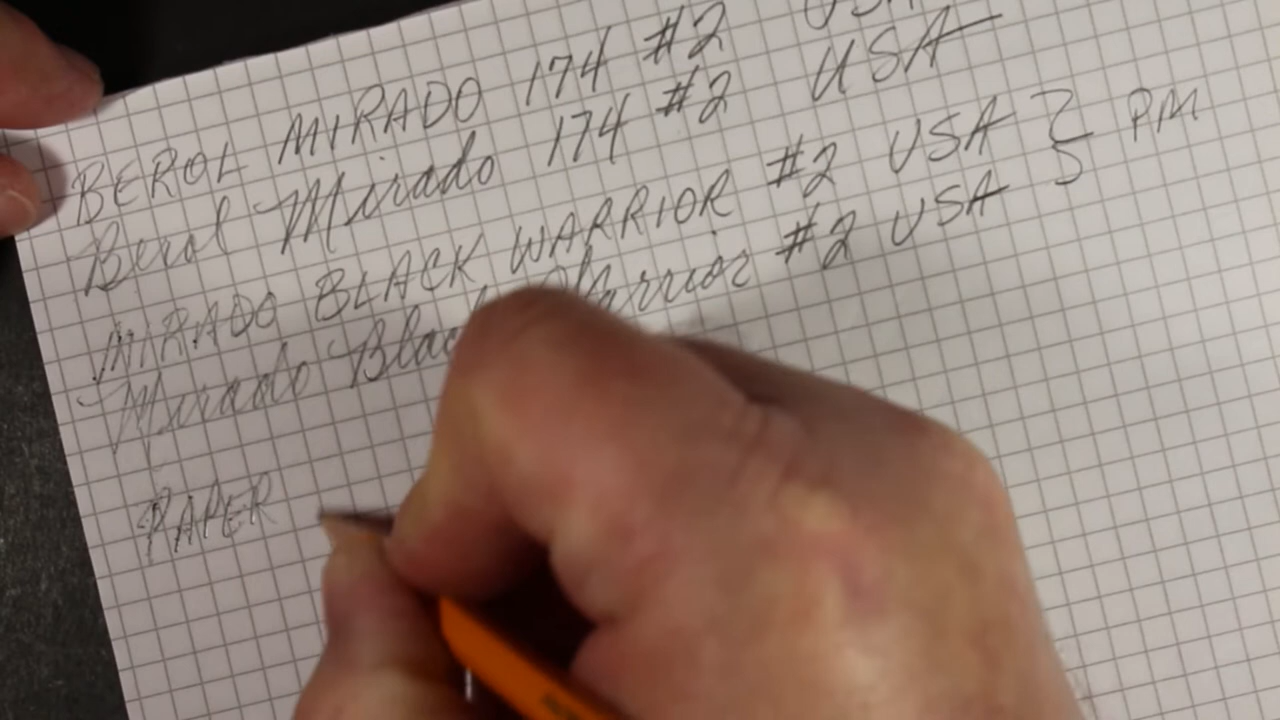 BEROL MIRADO 174 #2 USA
Berol Mirado 174 #2 USA
MIRADO BLACK WARRIOR #2 USA } PM
Mirado Black Warrior #2 USA
PAPER